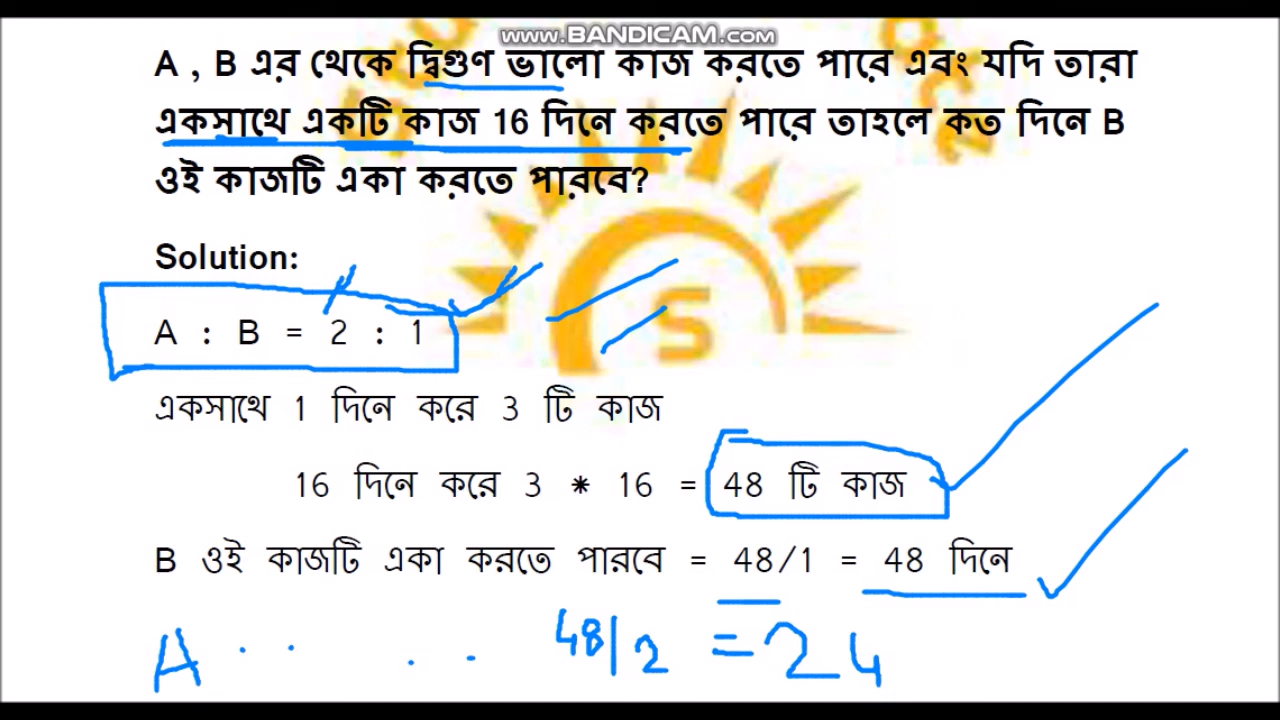 www.BANDICAM.com
A , B এর থেকে দ্বিগুণ ভালো কাজ করতে পারে এবং যদি তারা
একসাথে একটি কাজ 16 দিনে করতে পারে তাহলে কত দিনে B
ওই কাজটি একা করতে পারবে?
Solution:
A : B = 2 : 1
একসাথে 1 দিনে করে 3 টি কাজ
16 দিনে করে 3 * 16 = 48 টি কাজ
B ওই কাজটি একা করতে পারবে = 48/1 = 48 দিনে
A .. .. 48/2 = 24
S